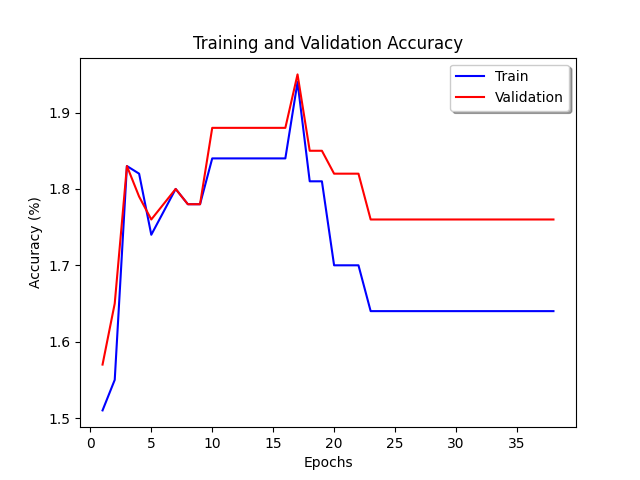 Training and Validation Accuracy
Train
Validation
Accuracy (%)
1.9
1.8
1.7
1.6
1.5
0 5 10 15 20 25 30 35
Epochs